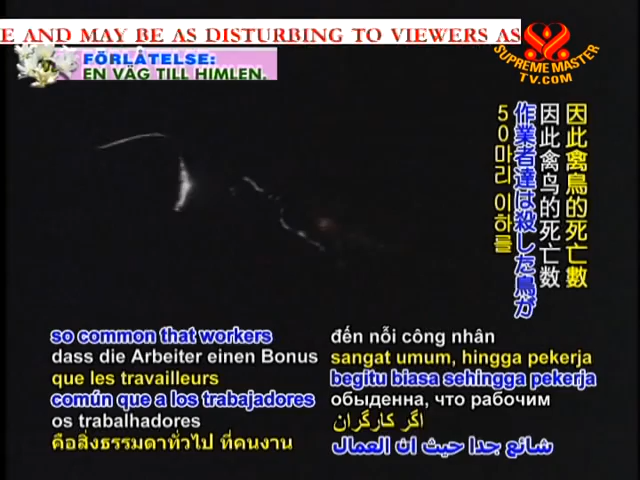 E AND MAY BE AS DISTURBING TO VIEWERS AS
SUPREME MASTER
TV.COM
FÖRLÅTELSE:
EN VÄG TILL HIMLEN.
因此禽鳥的死亡數
因此禽鸟的死亡数
作業者達は殺した鳥が
50마리 이하를
so common that workers
dass die Arbeiter einen Bonus
que les travailleurs
común que a los trabajadores
os trabalhadores
คือสิ่งธรรมดาทั่วไป ที่คนงาน
đến nỗi công nhân
sangat umum, hingga pekerja
begitu biasa sehingga pekerja
обыденна, что рабочим
اگر کارگران
شائع جدا حيث ان العمال